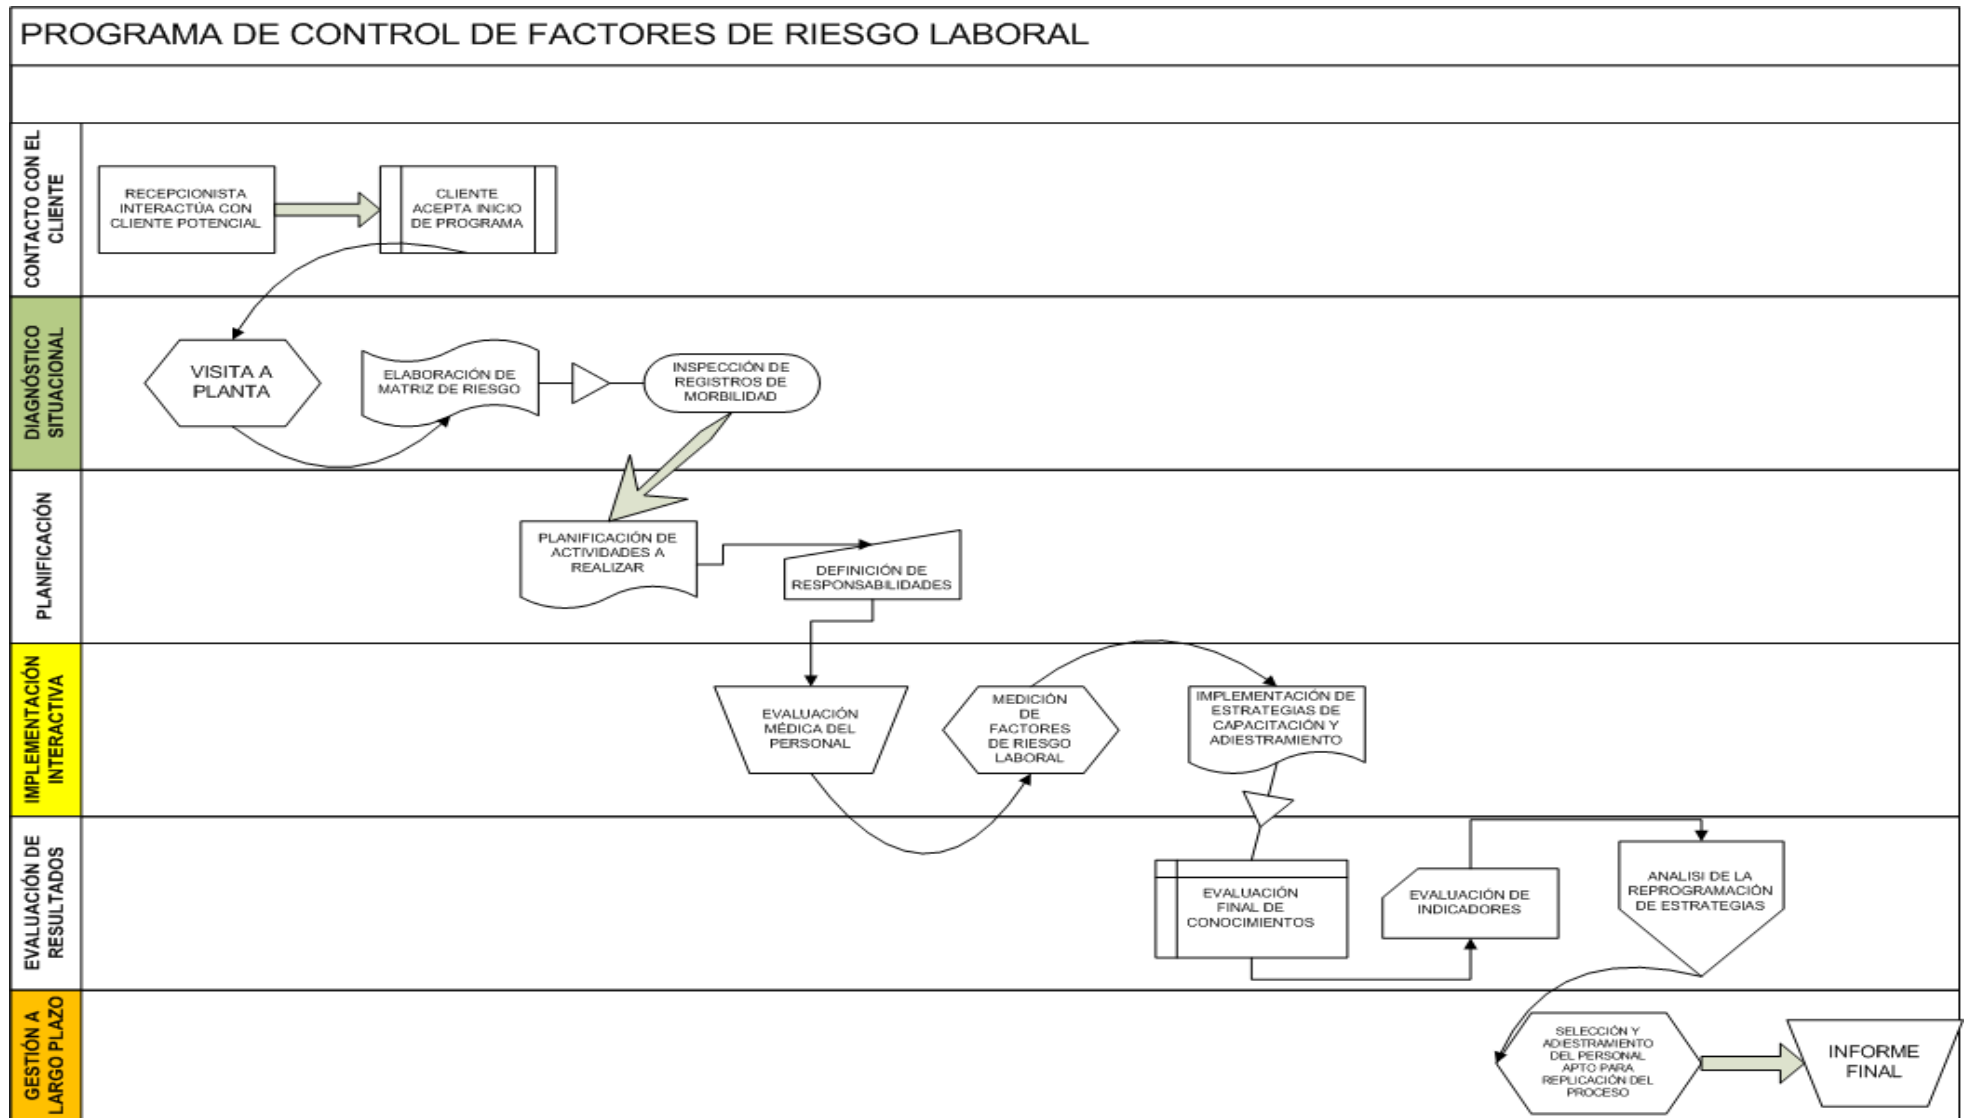 PROGRAMA DE CONTROL DE FACTORES DE RIESGO LABORAL
CONTACTO CON EL
CLIENTE
RECEPCIONISTA
INTERACTÚA CON
CLIENTE POTENCIAL
CLIENTE
ACEPTA INICIO
DE PROGRAMA
DIAGNÓSTICO
SITUACIONAL
VISITA A
PLANTA
ELABORACIÓN DE
MATRIZ DE RIESGO
INSPECCIÓN DE
REGISTROS DE
MORBILIDAD
PLANIFICACIÓN
PLANIFICACIÓN DE
ACTIVIDADES A
REALIZAR
DEFINICIÓN DE
RESPONSABILIDADES
IMPLEMENTACIÓN
INTERACTIVA
EVALUACIÓN
MÉDICA DEL
PERSONAL
MEDICIÓN
DE
FACTORES
DE RIESGO
LABORAL
IMPLEMENTACIÓN DE
ESTRATEGIAS DE
CAPACITACIÓN Y
ADIESTRAMIENTO
EVALUACIÓN DE
RESULTADOS
EVALUACIÓN
FINAL DE
CONOCIMIENTOS
EVALUACIÓN DE
INDICADORES
ANALISI DE LA
REPROGRAMACIÓN
DE ESTRATEGIAS
GESTIÓN A
LARGO PLAZO
SELECCIÓN Y
ADIESTRAMIENTO
DEL PERSONAL
APTO PARA
REPLICACIÓN DEL
PROCESO
INFORME
FINAL